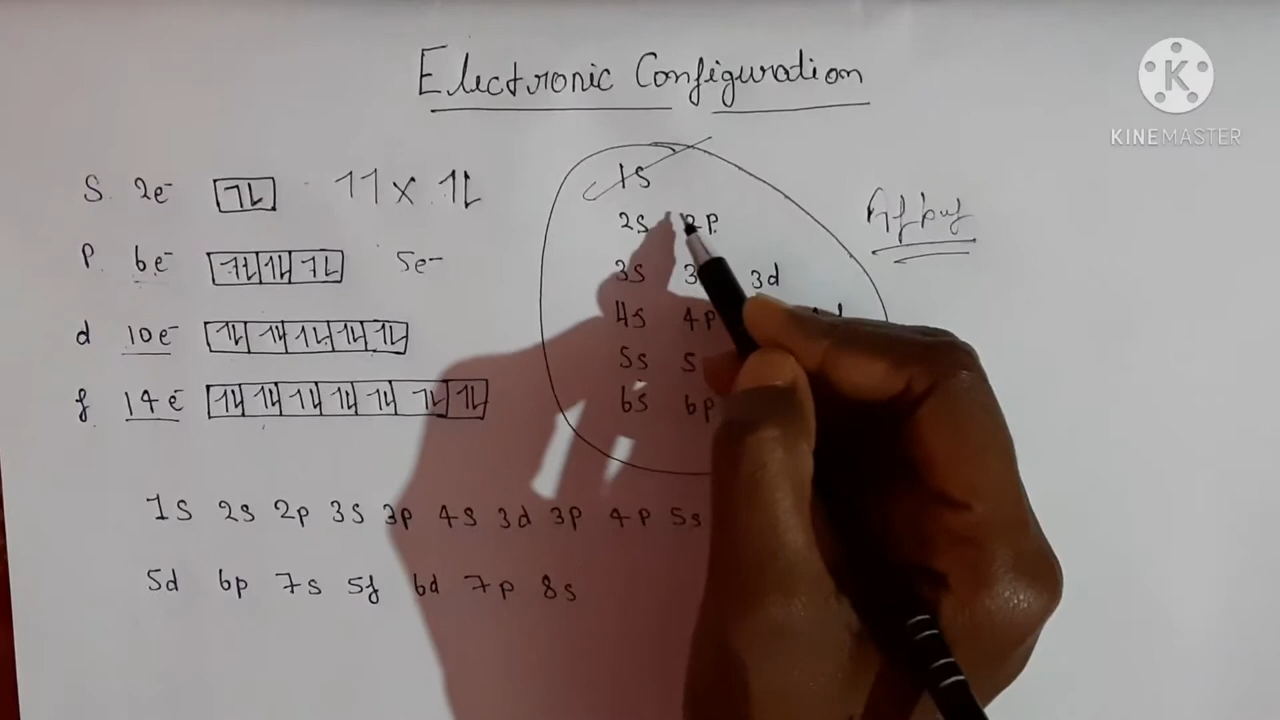 Electronic Configuration
KINEMASTER
S 2e⁻ 1L 11 x 1L
P. 6e⁻ 1L 1L 1L 5e⁻
d 10e⁻ 1L 1L 1L 1L 1L
f 14e⁻ 1L 1L 1L 1L 1L 1L 1L
1S
2S 2P
3S 3d
4S 4P
5s 5
6s 6p
1S 2S 2p 3S 3p 4S 3d 3p 4p 5s
5d 6p 7s 5f 6d 7p 8s